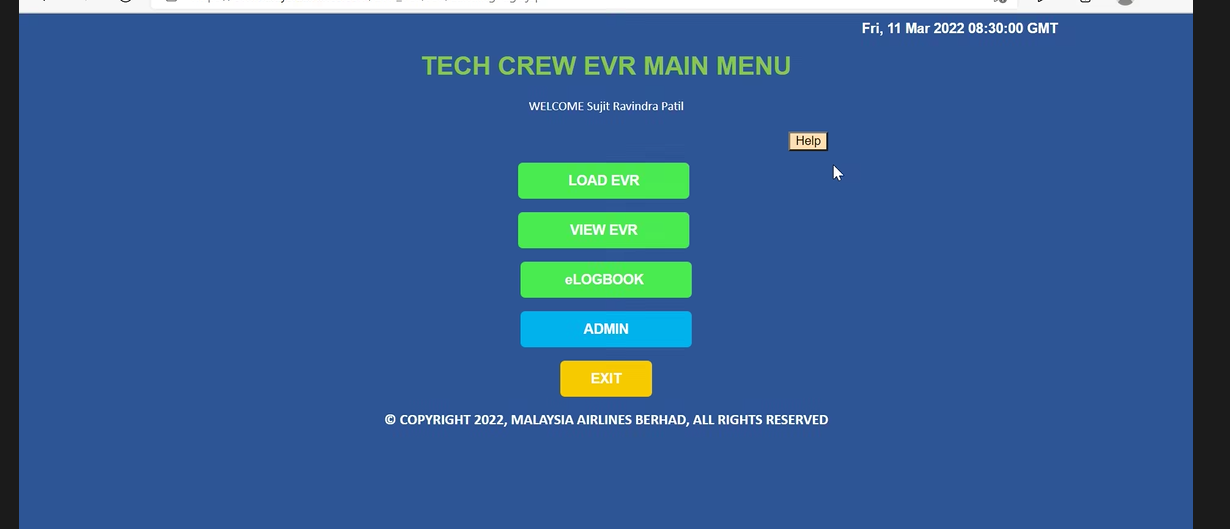 Fri, 11 Mar 2022 08:30:00 GMT
TECH CREW EVR MAIN MENU
WELCOME Sujit Ravindra Patil
Help
LOAD EVR
VIEW EVR
eLOGBOOK
ADMIN
EXIT
© COPYRIGHT 2022, MALAYSIA AIRLINES BERHAD, ALL RIGHTS RESERVED